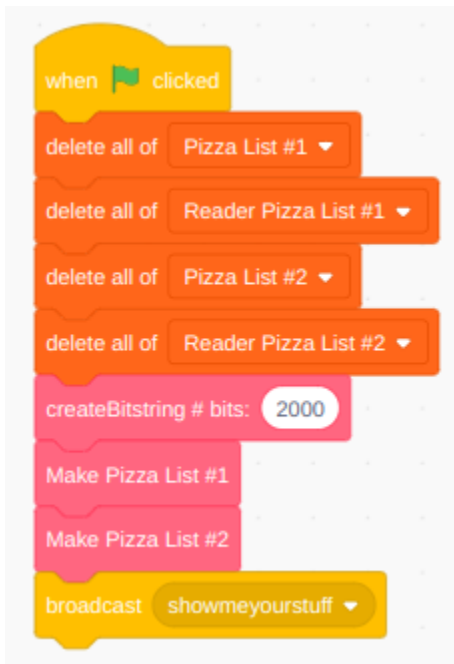 when clicked
delete all of Pizza List #1
delete all of Reader Pizza List #1
delete all of Pizza List #2
delete all of Reader Pizza List #2
createBitstring # bits: 2000
Make Pizza List #1
Make Pizza List #2
broadcast showmeyourstuff